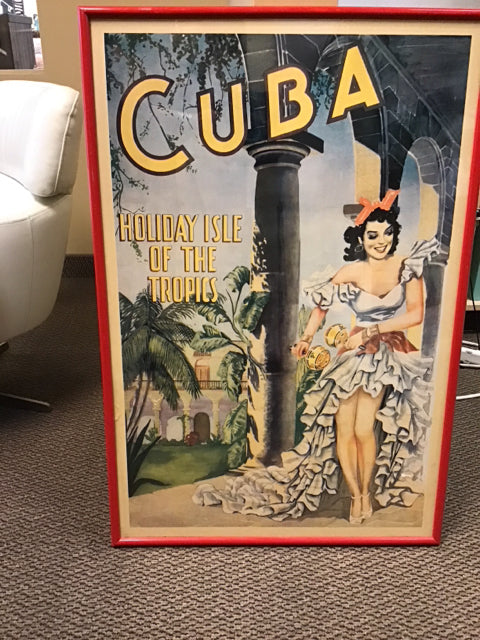 CUBA
HOLIDAY ISLE
OF THE
TROPICS